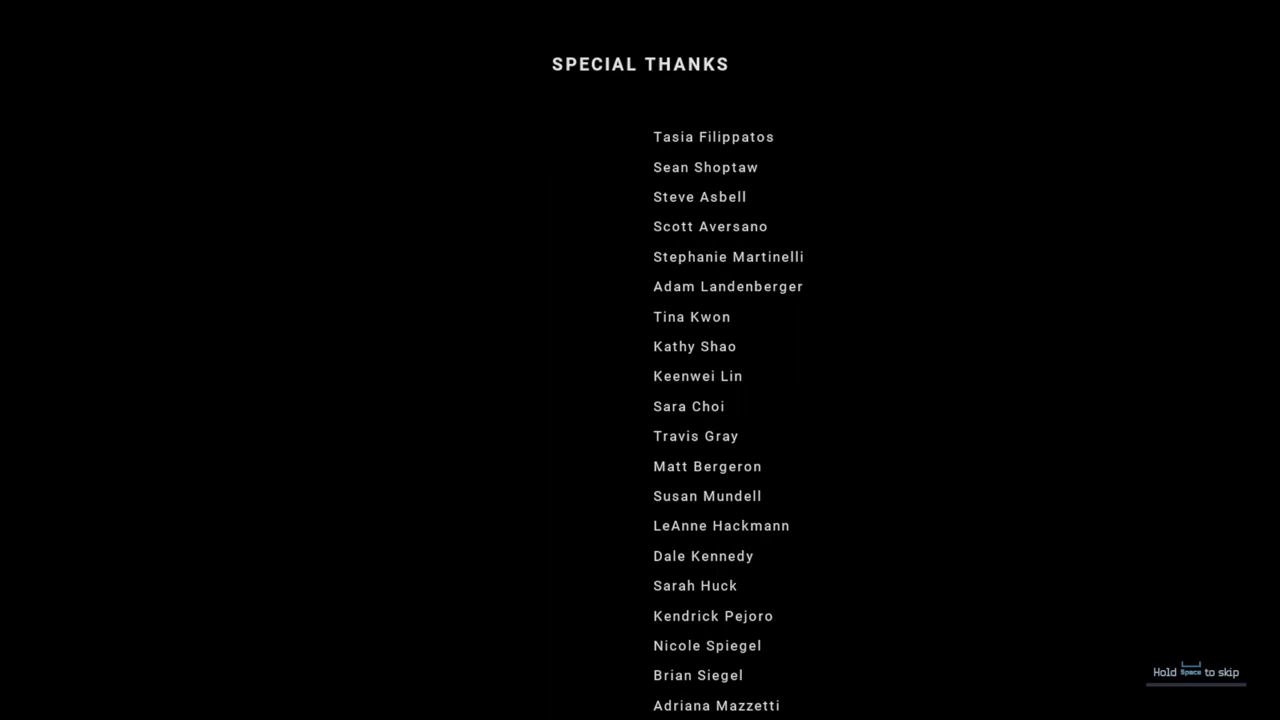 SPECIAL THANKS
Tasia Filippatos
Sean Shoptaw
Steve Asbell
Scott Aversano
Stephanie Martinelli
Adam Landenberger
Tina Kwon
Kathy Shao
Keenwei Lin
Sara Choi
Travis Gray
Matt Bergeron
Susan Mundell
LeAnne Hackmann
Dale Kennedy
Sarah Huck
Kendrick Pejoro
Nicole Spiegel
Brian Siegel
Adriana Mazzetti
Hold Space to skip